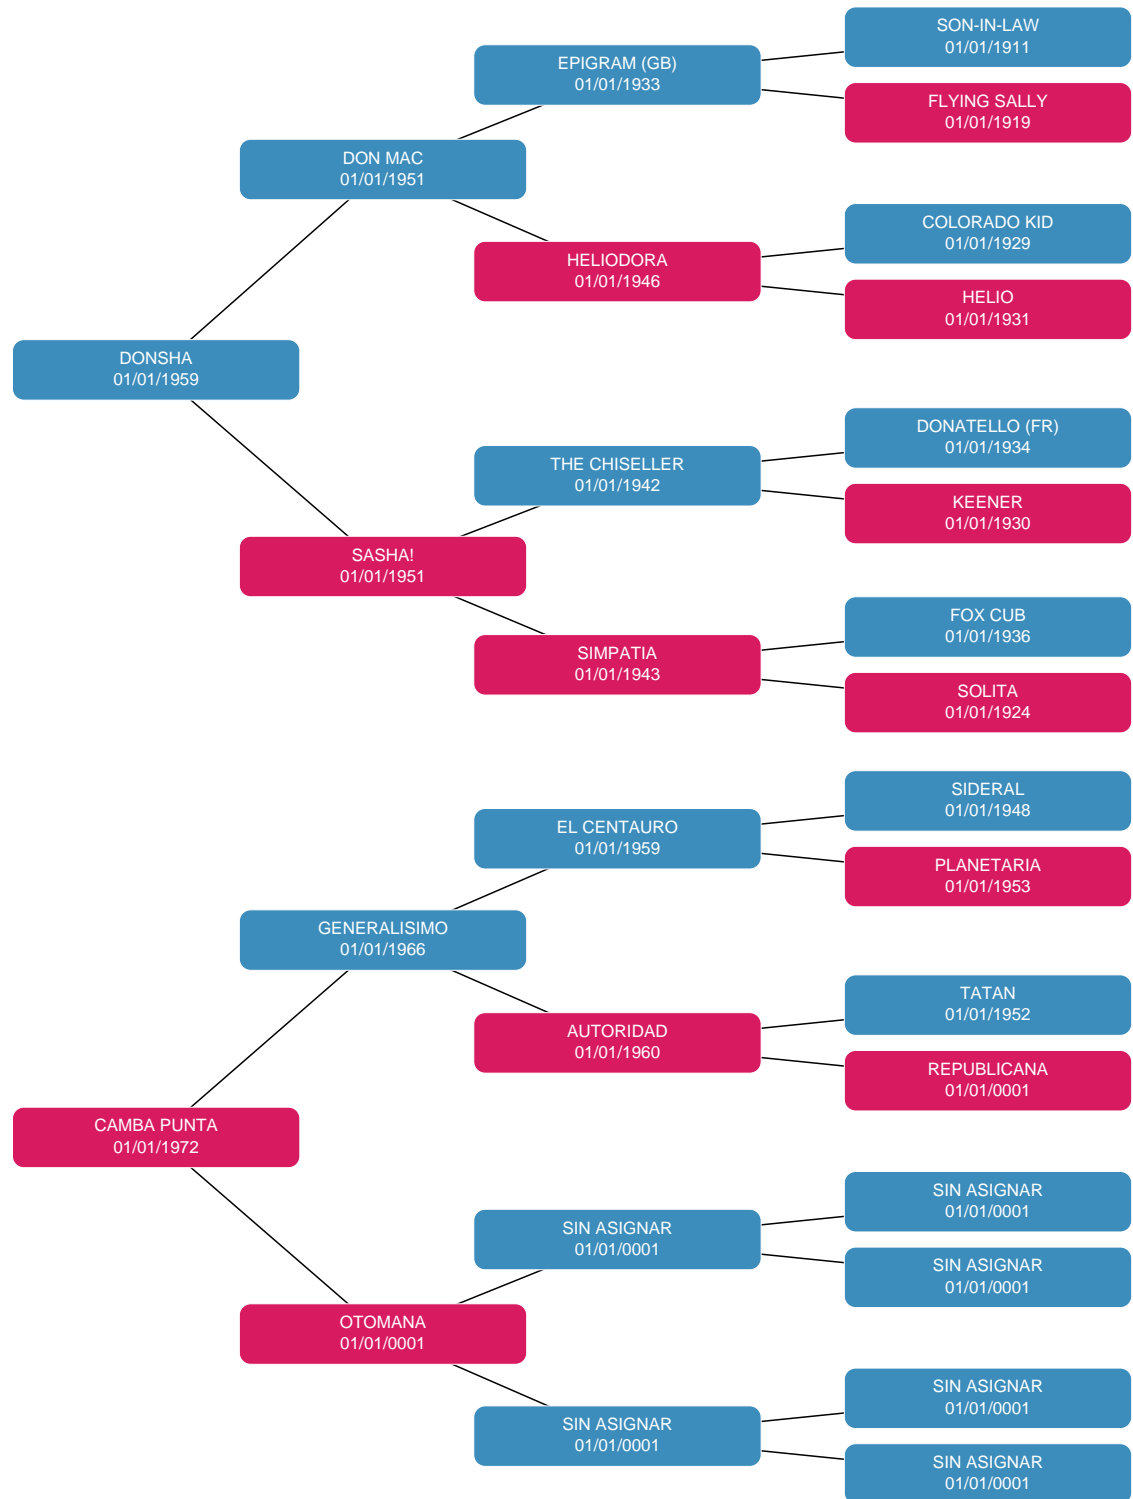 SON-IN-LAW
01/01/1911
EPIGRAM (GB)
01/01/1933
FLYING SALLY
01/01/1919
DON MAC
01/01/1951
COLORADO KID
01/01/1929
HELIODORA
01/01/1946
HELIO
01/01/1931
DONSHA
01/01/1959
DONATELLO (FR)
01/01/1934
THE CHISELLER
01/01/1942
KEENER
01/01/1930
SASHA!
01/01/1951
FOX CUB
01/01/1936
SIMPATIA
01/01/1943
SOLITA
01/01/1924
SIDERAL
01/01/1948
EL CENTAURO
01/01/1959
PLANETARIA
01/01/1953
GENERALISIMO
01/01/1966
TATAN
01/01/1952
AUTORIDAD
01/01/1960
REPUBLICANA
01/01/0001
CAMBA PUNTA
01/01/1972
SIN ASIGNAR
01/01/0001
SIN ASIGNAR
01/01/0001
SIN ASIGNAR
01/01/0001
OTOMANA
01/01/0001
SIN ASIGNAR
01/01/0001
SIN ASIGNAR
01/01/0001
SIN ASIGNAR
01/01/0001